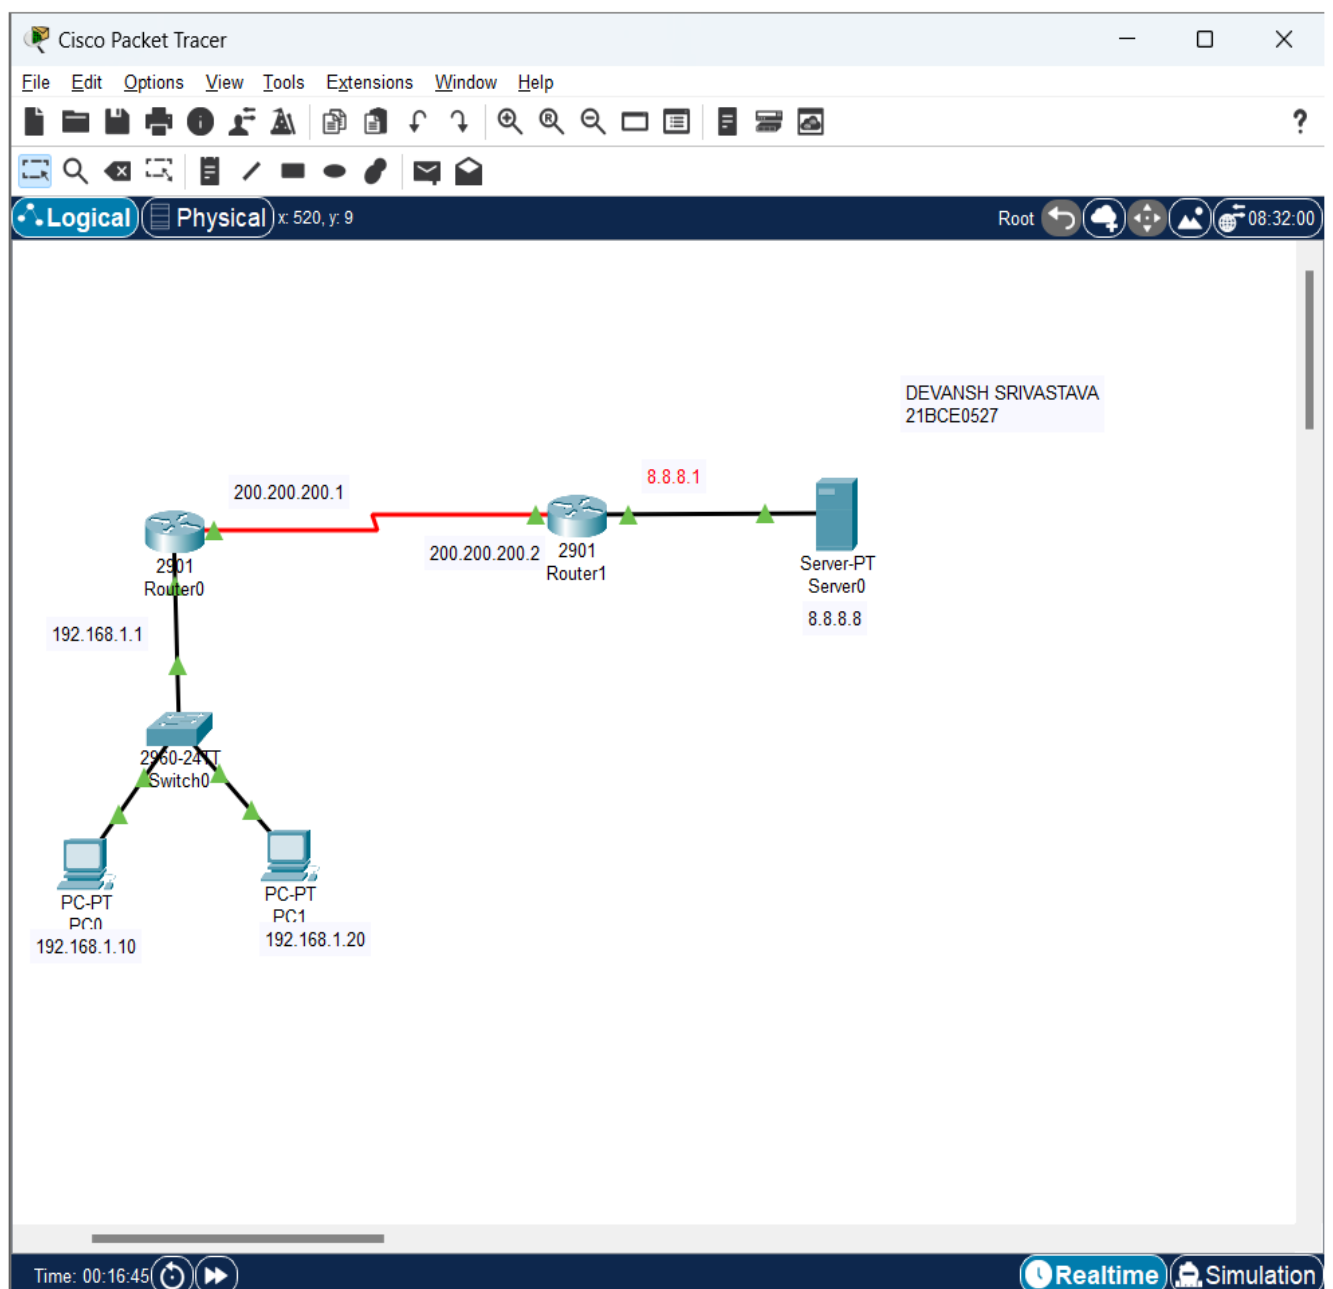 Cisco Packet Tracer
File Edit Options View Tools Extensions Window Help
?
Logical Physical x: 520, y: 9 Root 08:32:00
DEVANSH SRIVASTAVA
21BCE0527
8.8.8.1
200.200.200.1
200.200.200.2
2901
Router0
2901
Router1
Server-PT
Server0
8.8.8.8
192.168.1.1
2960-24TT
Switch0
PC-PT
PC0
192.168.1.10
PC-PT
PC1
192.168.1.20
Time: 00:16:45 Realtime Simulation